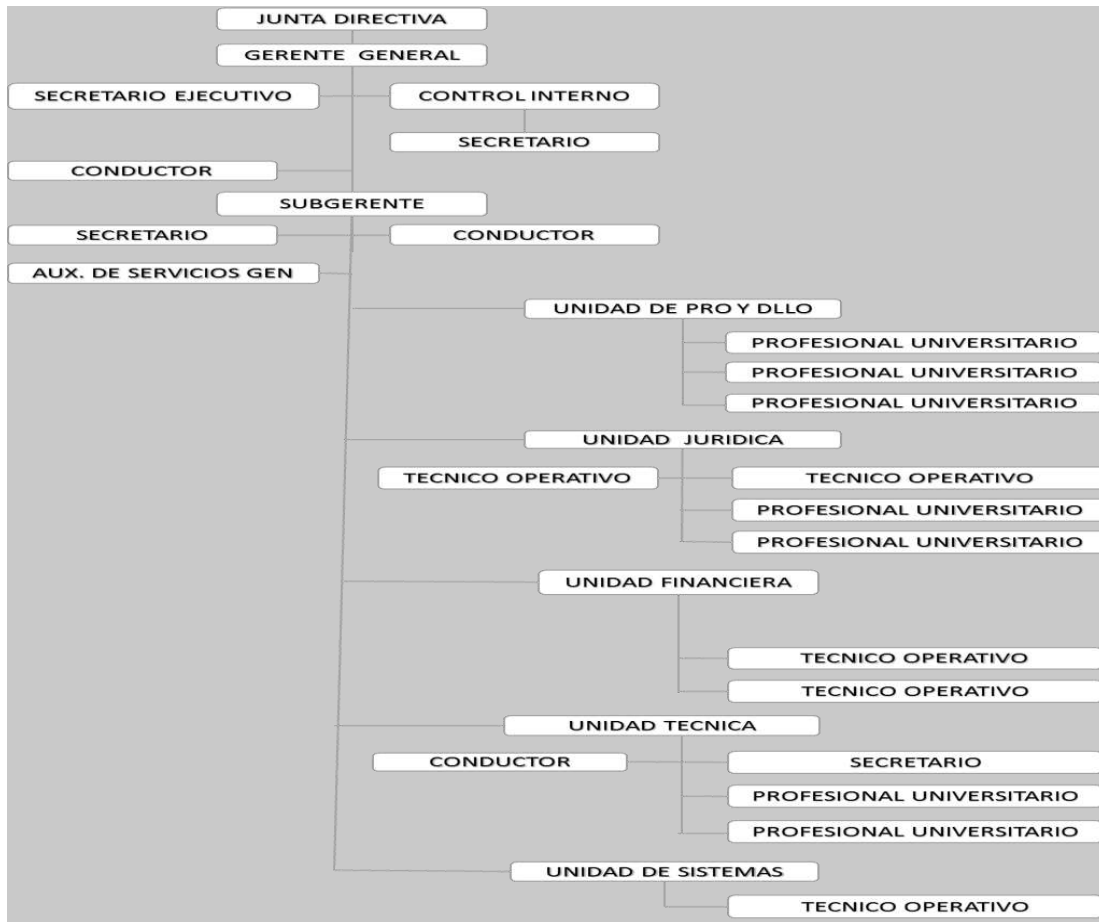 JUNTA DIRECTIVA
GERENTE GENERAL
SECRETARIO EJECUTIVO
CONTROL INTERNO
SECRETARIO
CONDUCTOR
SUBGERENTE
SECRETARIO
CONDUCTOR
AUX. DE SERVICIOS GEN
UNIDAD DE PRO Y DLLO
PROFESIONAL UNIVERSITARIO
PROFESIONAL UNIVERSITARIO
PROFESIONAL UNIVERSITARIO
UNIDAD JURIDICA
TECNICO OPERATIVO
TECNICO OPERATIVO
PROFESIONAL UNIVERSITARIO
PROFESIONAL UNIVERSITARIO
UNIDAD FINANCIERA
TECNICO OPERATIVO
TECNICO OPERATIVO
UNIDAD TECNICA
CONDUCTOR
SECRETARIO
PROFESIONAL UNIVERSITARIO
PROFESIONAL UNIVERSITARIO
UNIDAD DE SISTEMAS
TECNICO OPERATIVO